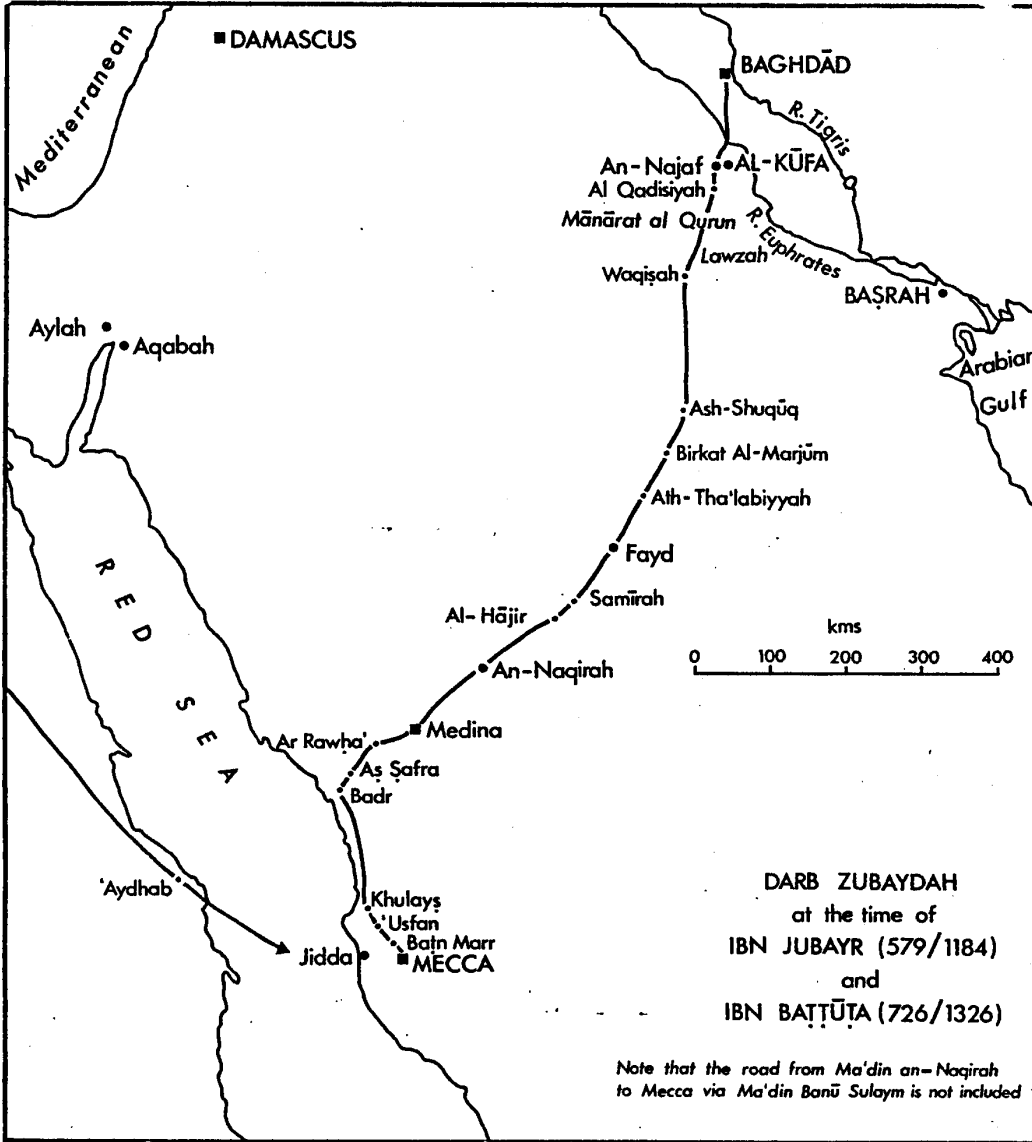 Mediterranean
DAMASCUS
BAGHDĀD
R. Tigris
An-Najaf
AL-KŪFA
Al Qadisiyah
Mānārat al Qurun
R. Euphrates
Lawzah
Waqiṣah
BAṢRAH
Aylah
Aqabah
Arabian
Gulf
Ash-Shuqūq
Birkat Al-Marjūm
Ath-Tha'labiyyah
Fayd
Samīrah
Al-Hājir
An-Naqirah
kms
0 100 200 300 400
RED SEA
Medina
Ar Rawḥa'
Aṣ Ṣafra
Badr
'Aydhab
Khulayṣ
'Usfan
Baṭn Marr
Jidda
MECCA
DARB ZUBAYDAH
at the time of
IBN JUBAYR (579/1184)
and
IBN BAṬṬŪṬA (726/1326)
Note that the road from Ma'din an-Naqirah
to Mecca via Ma'din Banū Sulaym is not included